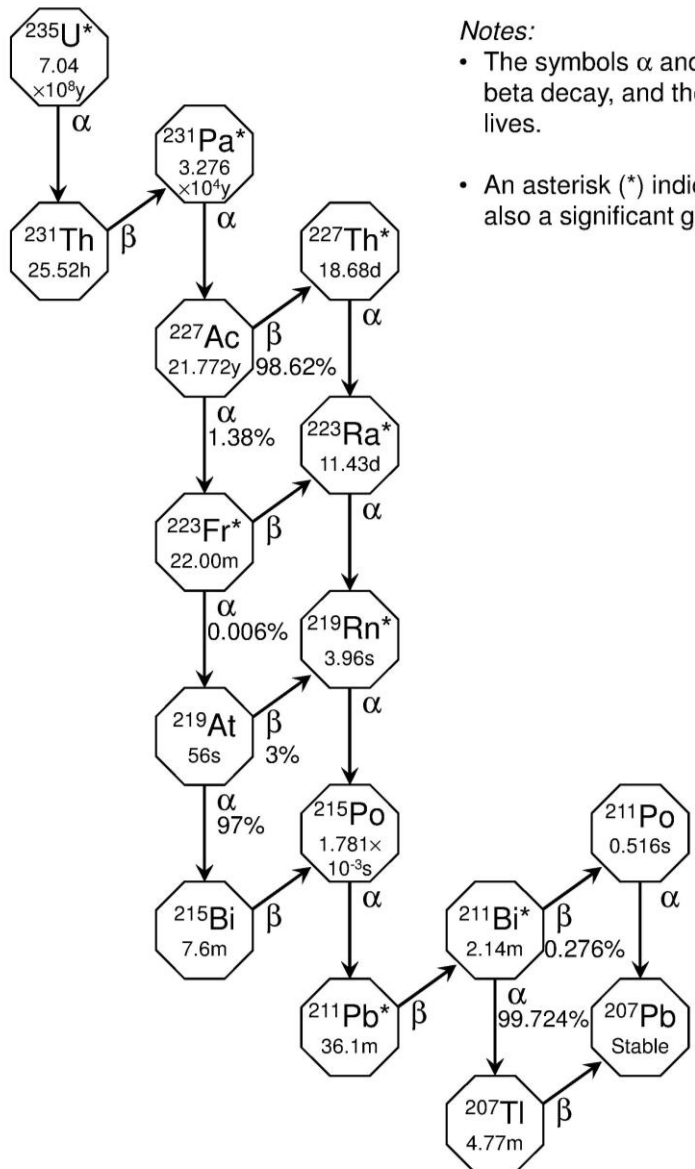 ²³⁵U*
7.04
×10⁸y
α
²³¹Th
25.52h
β
²³¹Pa*
3.276
×10⁴y
α
²²⁷Ac
21.772y
β
98.62%
²²⁷Th*
18.68d
α
α
1.38%
²²³Fr*
22.00m
β
²²³Ra*
11.43d
α
α
0.006%
²¹⁹At
56s
β
3%
²¹⁹Rn*
3.96s
α
α
97%
²¹⁵Bi
7.6m
β
²¹⁵Po
1.781×
10⁻³s
α
²¹¹Pb*
36.1m
β
²¹¹Bi*
2.14m
β
0.276%
²¹¹Po
0.516s
α
α
99.724%
²⁰⁷Tl
4.77m
β
²⁰⁷Pb
Stable
Notes:
• The symbols α and
beta decay, and the
lives.
• An asterisk (*) indic
also a significant g